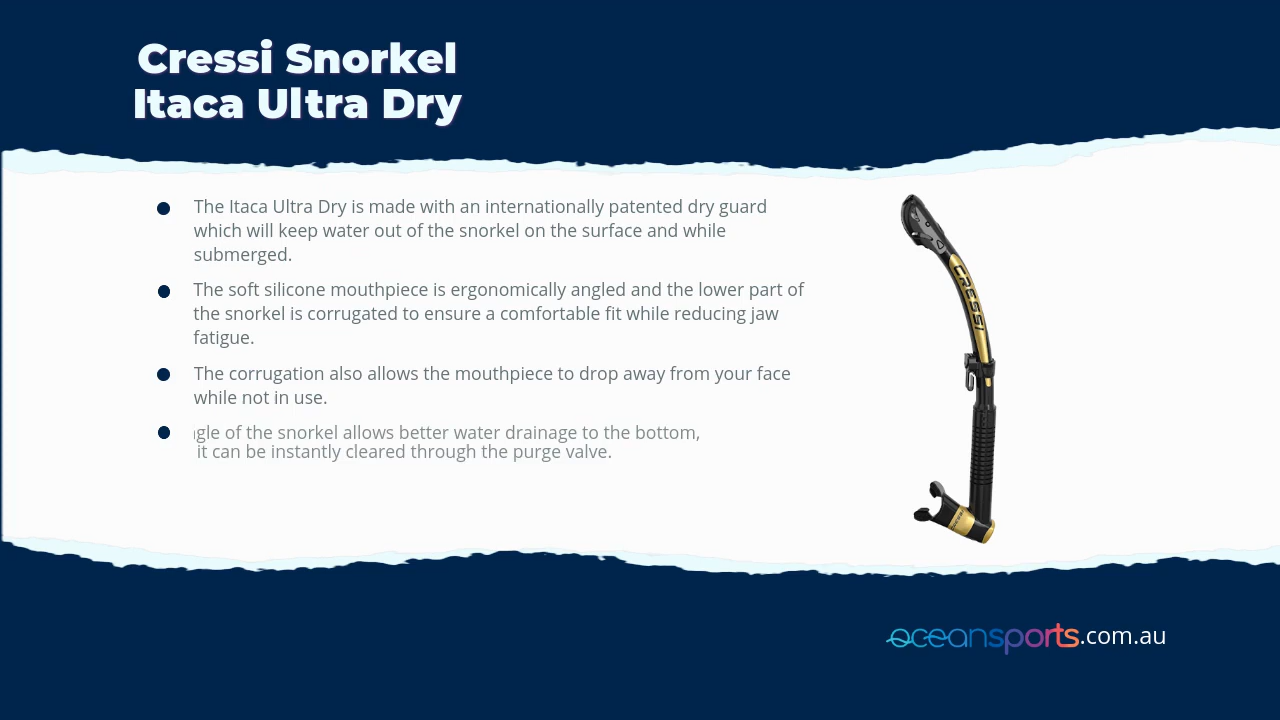 Cressi Snorkel
Itaca Ultra Dry
The Itaca Ultra Dry is made with an internationally patented dry guard
which will keep water out of the snorkel on the surface and while
submerged.
The soft silicone mouthpiece is ergonomically angled and the lower part of
the snorkel is corrugated to ensure a comfortable fit while reducing jaw
fatigue.
The corrugation also allows the mouthpiece to drop away from your face
while not in use.
gle of the snorkel allows better water drainage to the bottom,
it can be instantly cleared through the purge valve.
CRESSI
oceansports.com.au